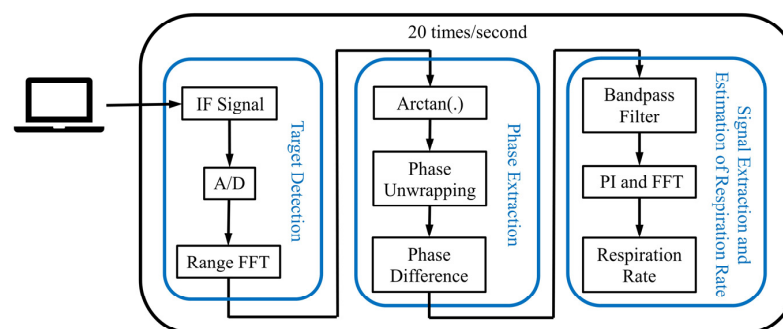 20 times/second
IF Signal
A/D
Range FFT
Target Detection
Arctan(.)
Phase
Unwrapping
Phase
Difference
Phase Extraction
Bandpass
Filter
PI and FFT
Respiration
Rate
Signal Extraction and
Estimation of Respiration Rate